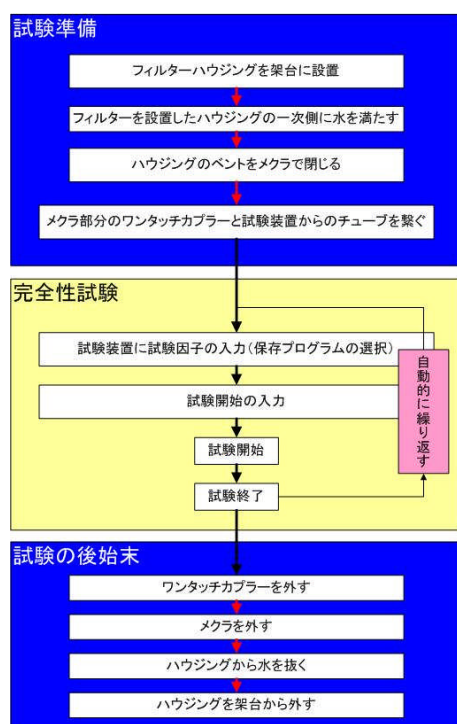 試験準備
フィルターハウジングを架台に設置
フィルターを設置したハウジングの一次側に水を満たす
ハウジングのベントをメクラで閉じる
メクラ部分のワンタッチカプラーと試験装置からのチューブを繋ぐ
完全性試験
試験装置に試験因子の入力(保存プログラムの選択)
試験開始の入力
試験開始
試験終了
自動的に繰り返す
試験の後始末
ワンタッチカプラーを外す
メクラを外す
ハウジングから水を抜く
ハウジングを架台から外す